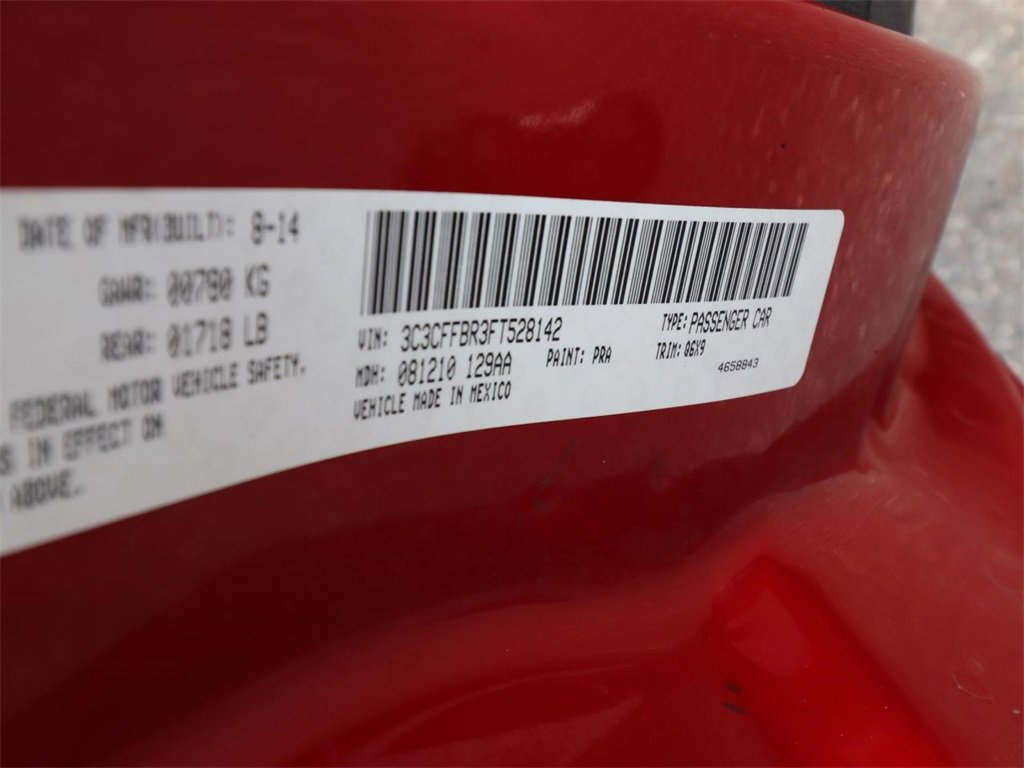 DATE OF MFR(BUILT): 8-14
GAWR: 00780 KG
REAR: 01718 LB
FEDERAL MOTOR VEHICLE SAFETY,
S IN EFFECT ON
ABOVE.
VIN: 3C3CFFBR3FT528142
TYPE: PASSENGER CAR
MDH: 081210 129AA
PAINT: PRA
TRIM: Q6X9
VEHICLE MADE IN MEXICO
4658843